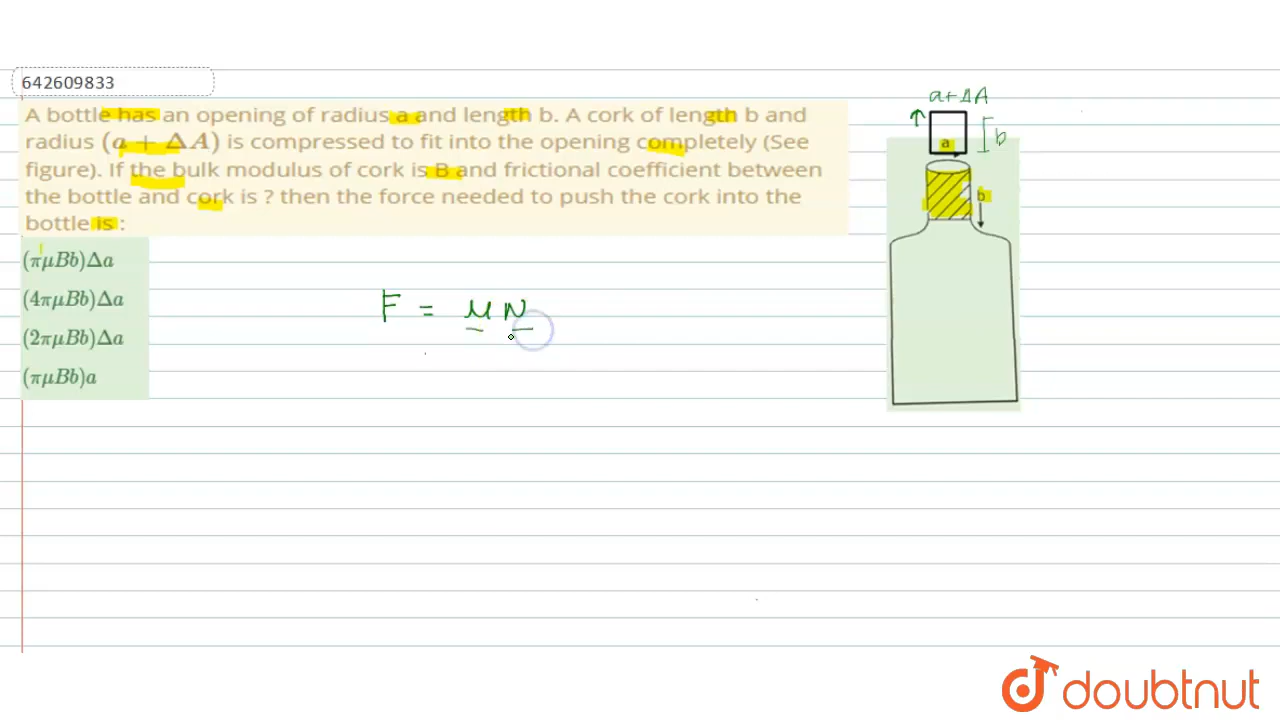 642609833
A bottle has an opening of radius a and length b. A cork of length b and
radius (a + ΔA) is compressed to fit into the opening completely (See
figure). If the bulk modulus of cork is B and frictional coefficient between
the bottle and cork is ? then the force needed to push the cork into the
bottle is :
(πμBb)Δa
(4πμBb)Δa
(2πμBb)Δa
(πμBb)a
F = μN
a+ΔA
a
b
b
doubtnut